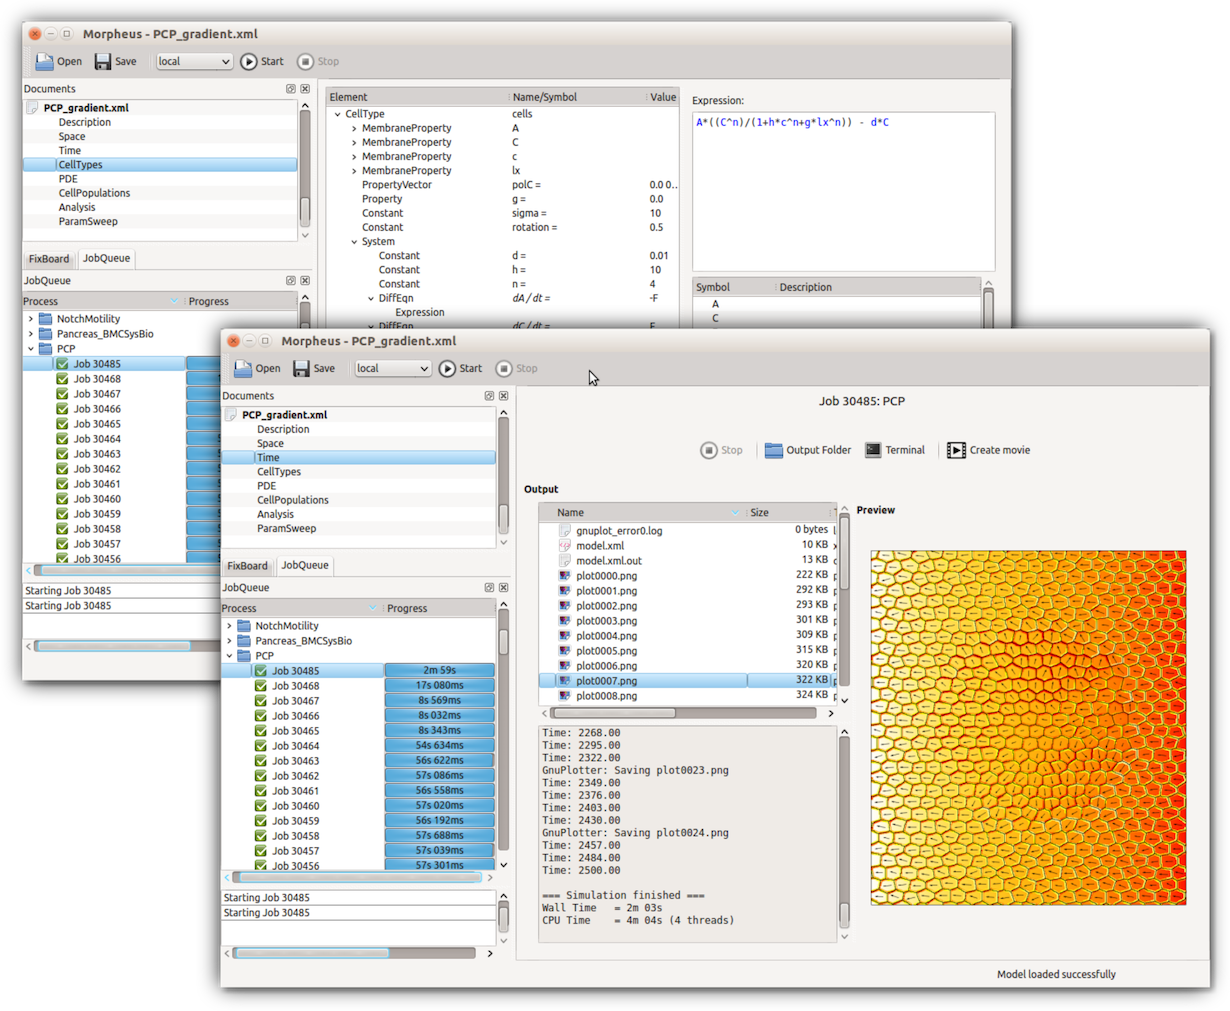 Morpheus - PCP_gradient.xml
Open Save local Start Stop
Documents
PCP_gradient.xml
Description
Space
Time
CellTypes
PDE
CellPopulations
Analysis
ParamSweep
FixBoard JobQueue
JobQueue
Process Progress
NotchMotility
Pancreas_BMCSysBio
PCP
Job 30485
Job 30468
Job 30467
Job 30466
Job 30465
Job 30464
Job 30463
Job 30462
Job 30461
Job 30460
Job 30459
Job 30458
Job 30457
Job 30456
Starting Job 30485
Starting Job 30485
Element Name/Symbol Value
CellType cells
MembraneProperty A
MembraneProperty C
MembraneProperty c
MembraneProperty lx
PropertyVector polC = 0.0 0..
Property g = 0.0
Constant sigma = 10
Constant rotation = 0.5
System
Constant d = 0.01
Constant h = 10
Constant n = 4
DiffEqn dA / dt = -F
Expression
DiffEqn dC / dt = F
Expression:
A*((C^n)/(1+h*c^n+g*lx^n)) - d*C
Symbol Description
A
C
Morpheus - PCP_gradient.xml
Open Save local Start Stop
Documents
PCP_gradient.xml
Description
Space
Time
CellTypes
PDE
CellPopulations
Analysis
ParamSweep
FixBoard JobQueue
JobQueue
Process Progress
NotchMotility
Pancreas_BMCSysBio
PCP
Job 30485 2m 59s
Job 30468 17s 080ms
Job 30467 8s 569ms
Job 30466 8s 032ms
Job 30465 8s 343ms
Job 30464 54s 634ms
Job 30463 56s 622ms
Job 30462 57s 086ms
Job 30461 56s 558ms
Job 30460 57s 020ms
Job 30459 56s 192ms
Job 30458 57s 688ms
Job 30457 57s 039ms
Job 30456 57s 301ms
Starting Job 30485
Starting Job 30485
Job 30485: PCP
Stop Output Folder Terminal Create movie
Output
Name Size
gnuplot_error0.log 0 bytes
model.xml 10 KB
model.xml.out 13 KB
plot0000.png 222 KB
plot0001.png 292 KB
plot0002.png 293 KB
plot0003.png 301 KB
plot0004.png 309 KB
plot0005.png 315 KB
plot0006.png 320 KB
plot0007.png 322 KB
plot0008.png 324 KB
Preview
Time: 2268.00
Time: 2295.00
Time: 2322.00
GnuPlotter: Saving plot0023.png
Time: 2349.00
Time: 2376.00
Time: 2403.00
Time: 2430.00
GnuPlotter: Saving plot0024.png
Time: 2457.00
Time: 2484.00
Time: 2500.00
=== Simulation finished ===
Wall Time = 2m 03s
CPU Time = 4m 04s (4 threads)
Model loaded successfully